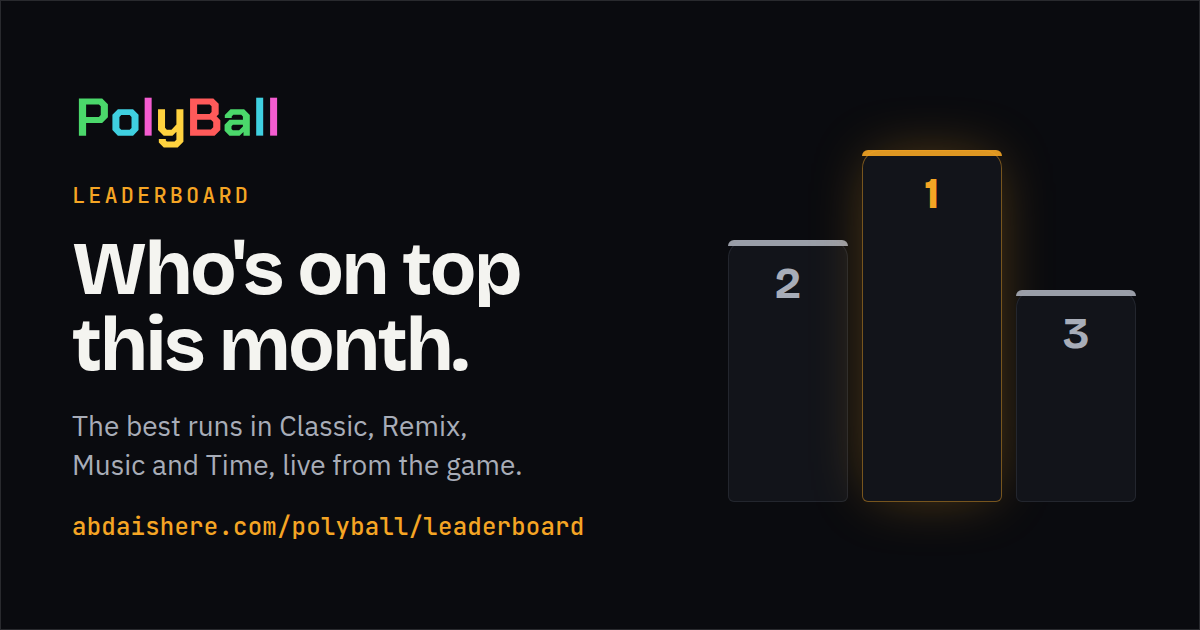 PolyBall
LEADERBOARD
Who's on top
this month.
The best runs in Classic, Remix,
Music and Time, live from the game.
abdaishere.com/polyball/leaderboard
1
2
3